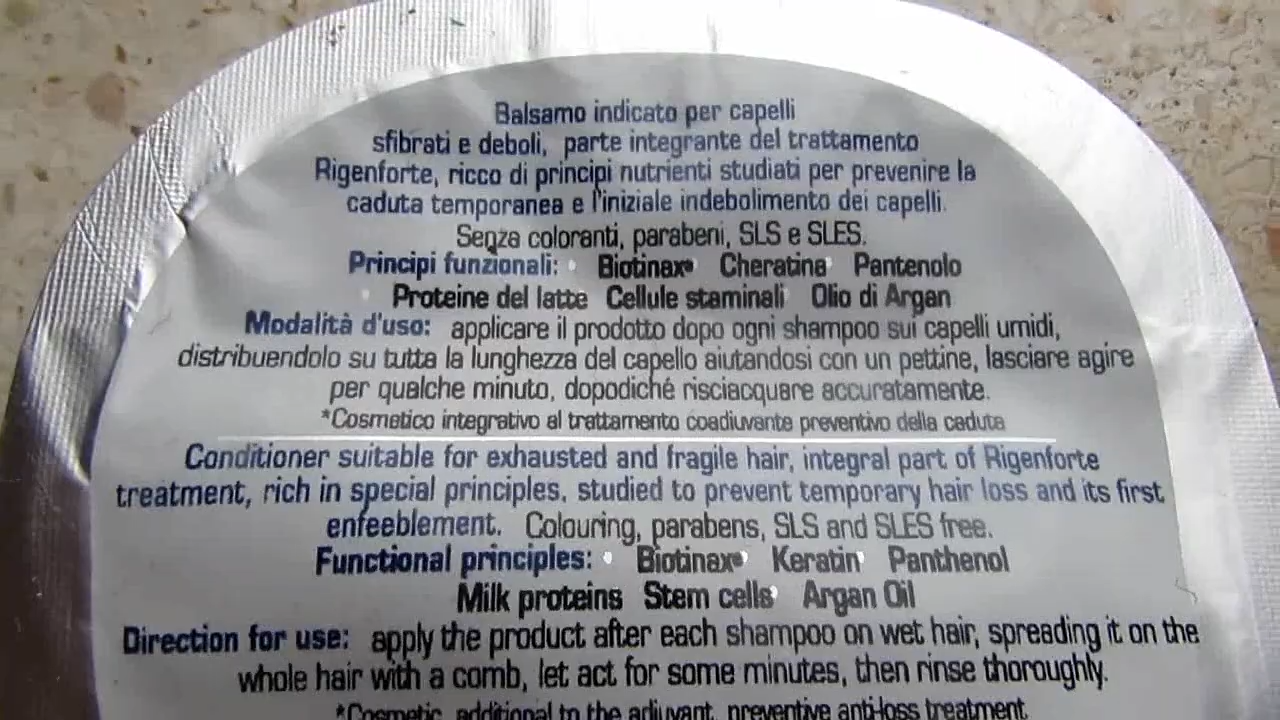 Balsamo indicato per capelli
sfibrati e deboli, parte integrante del trattamento
Rigenforte, ricco di principi nutrienti studiati per prevenire la
caduta temporanea e l'iniziale indebolimento dei capelli.
Senza coloranti, parabeni, SLS e SLES.
Principi funzionali: • Biotinax® Cheratina Pantenolo
Proteine del latte Cellule staminali Olio di Argan
Modalità d'uso: applicare il prodotto dopo ogni shampoo sui capelli umidi,
distribuendolo su tutta la lunghezza del capello aiutandosi con un pettine, lasciare agire
per qualche minuto, dopodiché risciacquare accuratamente.
*Cosmetico integrativo al trattamento coadiuvante preventivo della caduta
Conditioner suitable for exhausted and fragile hair, integral part of Rigenforte
treatment, rich in special principles, studied to prevent temporary hair loss and its first
enfeeblement. Colouring, parabens, SLS and SLES free.
Functional principles: • Biotinax® Keratin Panthenol
Milk proteins Stem cells Argan Oil
Direction for use: apply the product after each shampoo on wet hair, spreading it on the
whole hair with a comb, let act for some minutes, then rinse thoroughly.
*Cosmetic, additional to the adjuvant, preventive anti-loss treatment